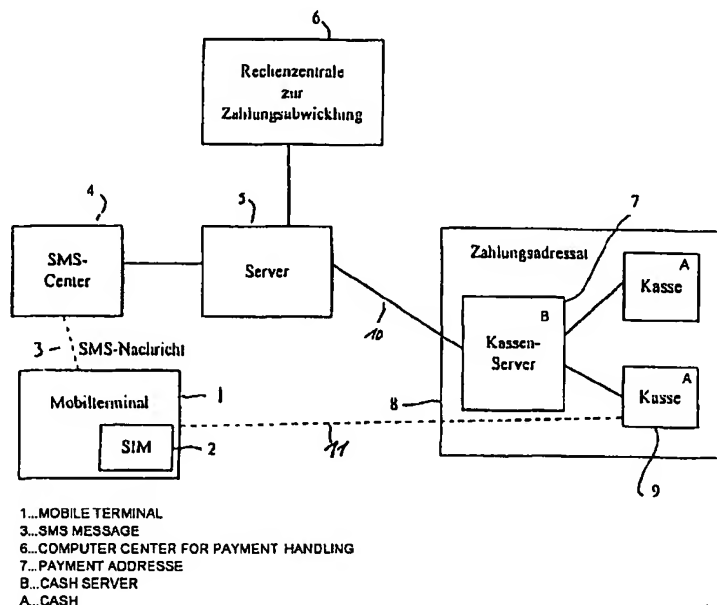 6
Rechenzentrale
zur
Zahlungsabwicklung
4
5
7
SMS-
Center
Server
Zahlungsadressat
A
Kasse
B
Kassen-
Server
10
3
SMS-Nachricht
Mobilterminal
1
8
A
Kasse
SIM
2
11
9
1...MOBILE TERMINAL
3...SMS MESSAGE
6...COMPUTER CENTER FOR PAYMENT HANDLING
7...PAYMENT ADDRESSE
B...CASH SERVER
A...CASH